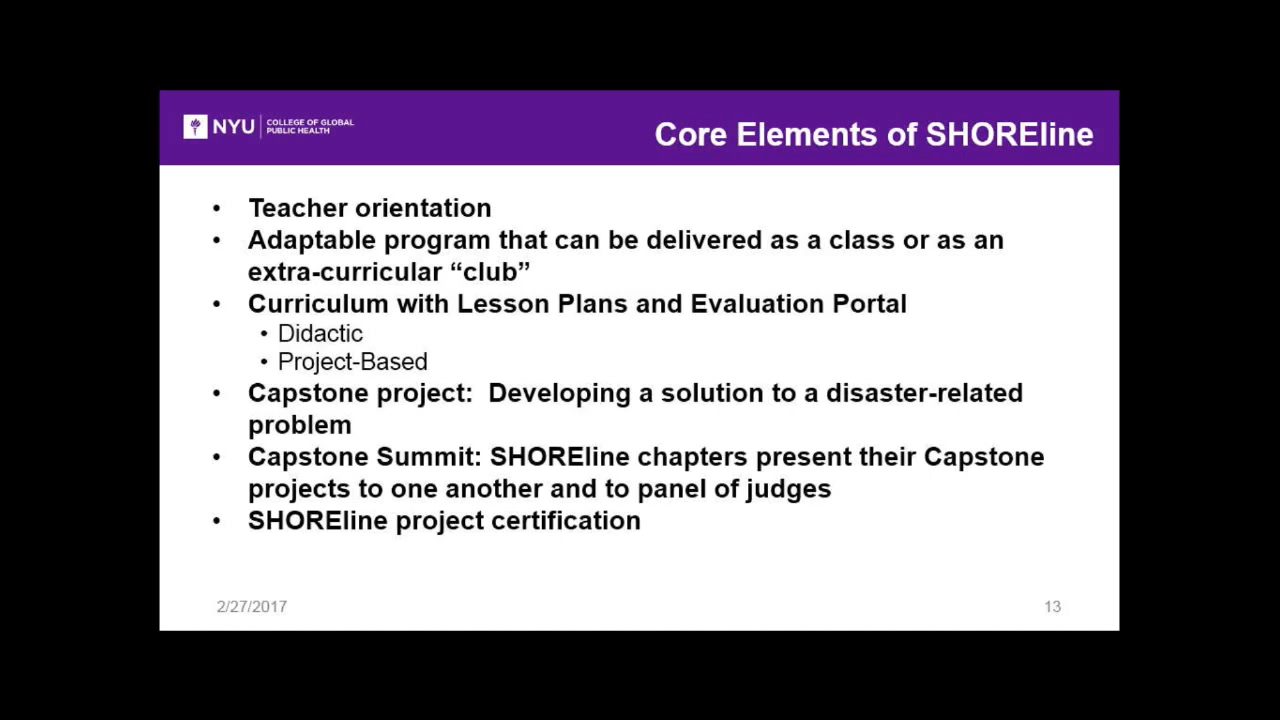 NYU
COLLEGE OF GLOBAL
PUBLIC HEALTH
Core Elements of SHOREline
• Teacher orientation
• Adaptable program that can be delivered as a class or as an
extra-curricular “club”
• Curriculum with Lesson Plans and Evaluation Portal
• Didactic
• Project-Based
• Capstone project:  Developing a solution to a disaster-related
problem
• Capstone Summit: SHOREline chapters present their Capstone
projects to one another and to panel of judges
• SHOREline project certification
2/27/2017
13